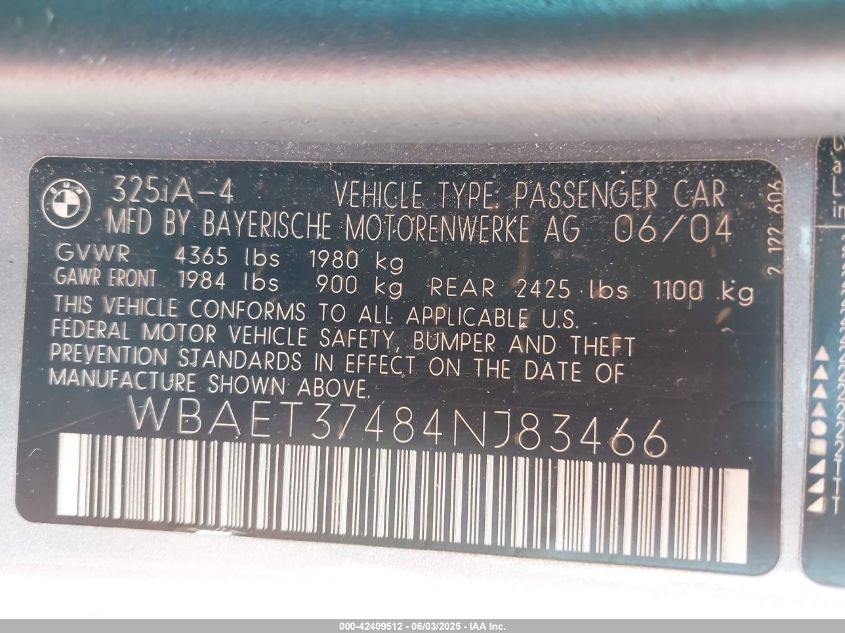 325iA-4 VEHICLE TYPE: PASSENGER CAR
MFD BY BAYERISCHE MOTORENWERKE AG 06/04
GVWR 4365 lbs 1980 kg
GAWR FRONT 1984 lbs 900 kg REAR 2425 lbs 1100 kg
THIS VEHICLE CONFORMS TO ALL APPLICABLE U.S.
FEDERAL MOTOR VEHICLE SAFETY, BUMPER AND THEFT
PREVENTION STANDARDS IN EFFECT ON THE DATE OF
MANUFACTURE SHOWN ABOVE.
WBAET37484NJ83466
2 122 606
000-42409512 - 06/03/2025 - IAA Inc.